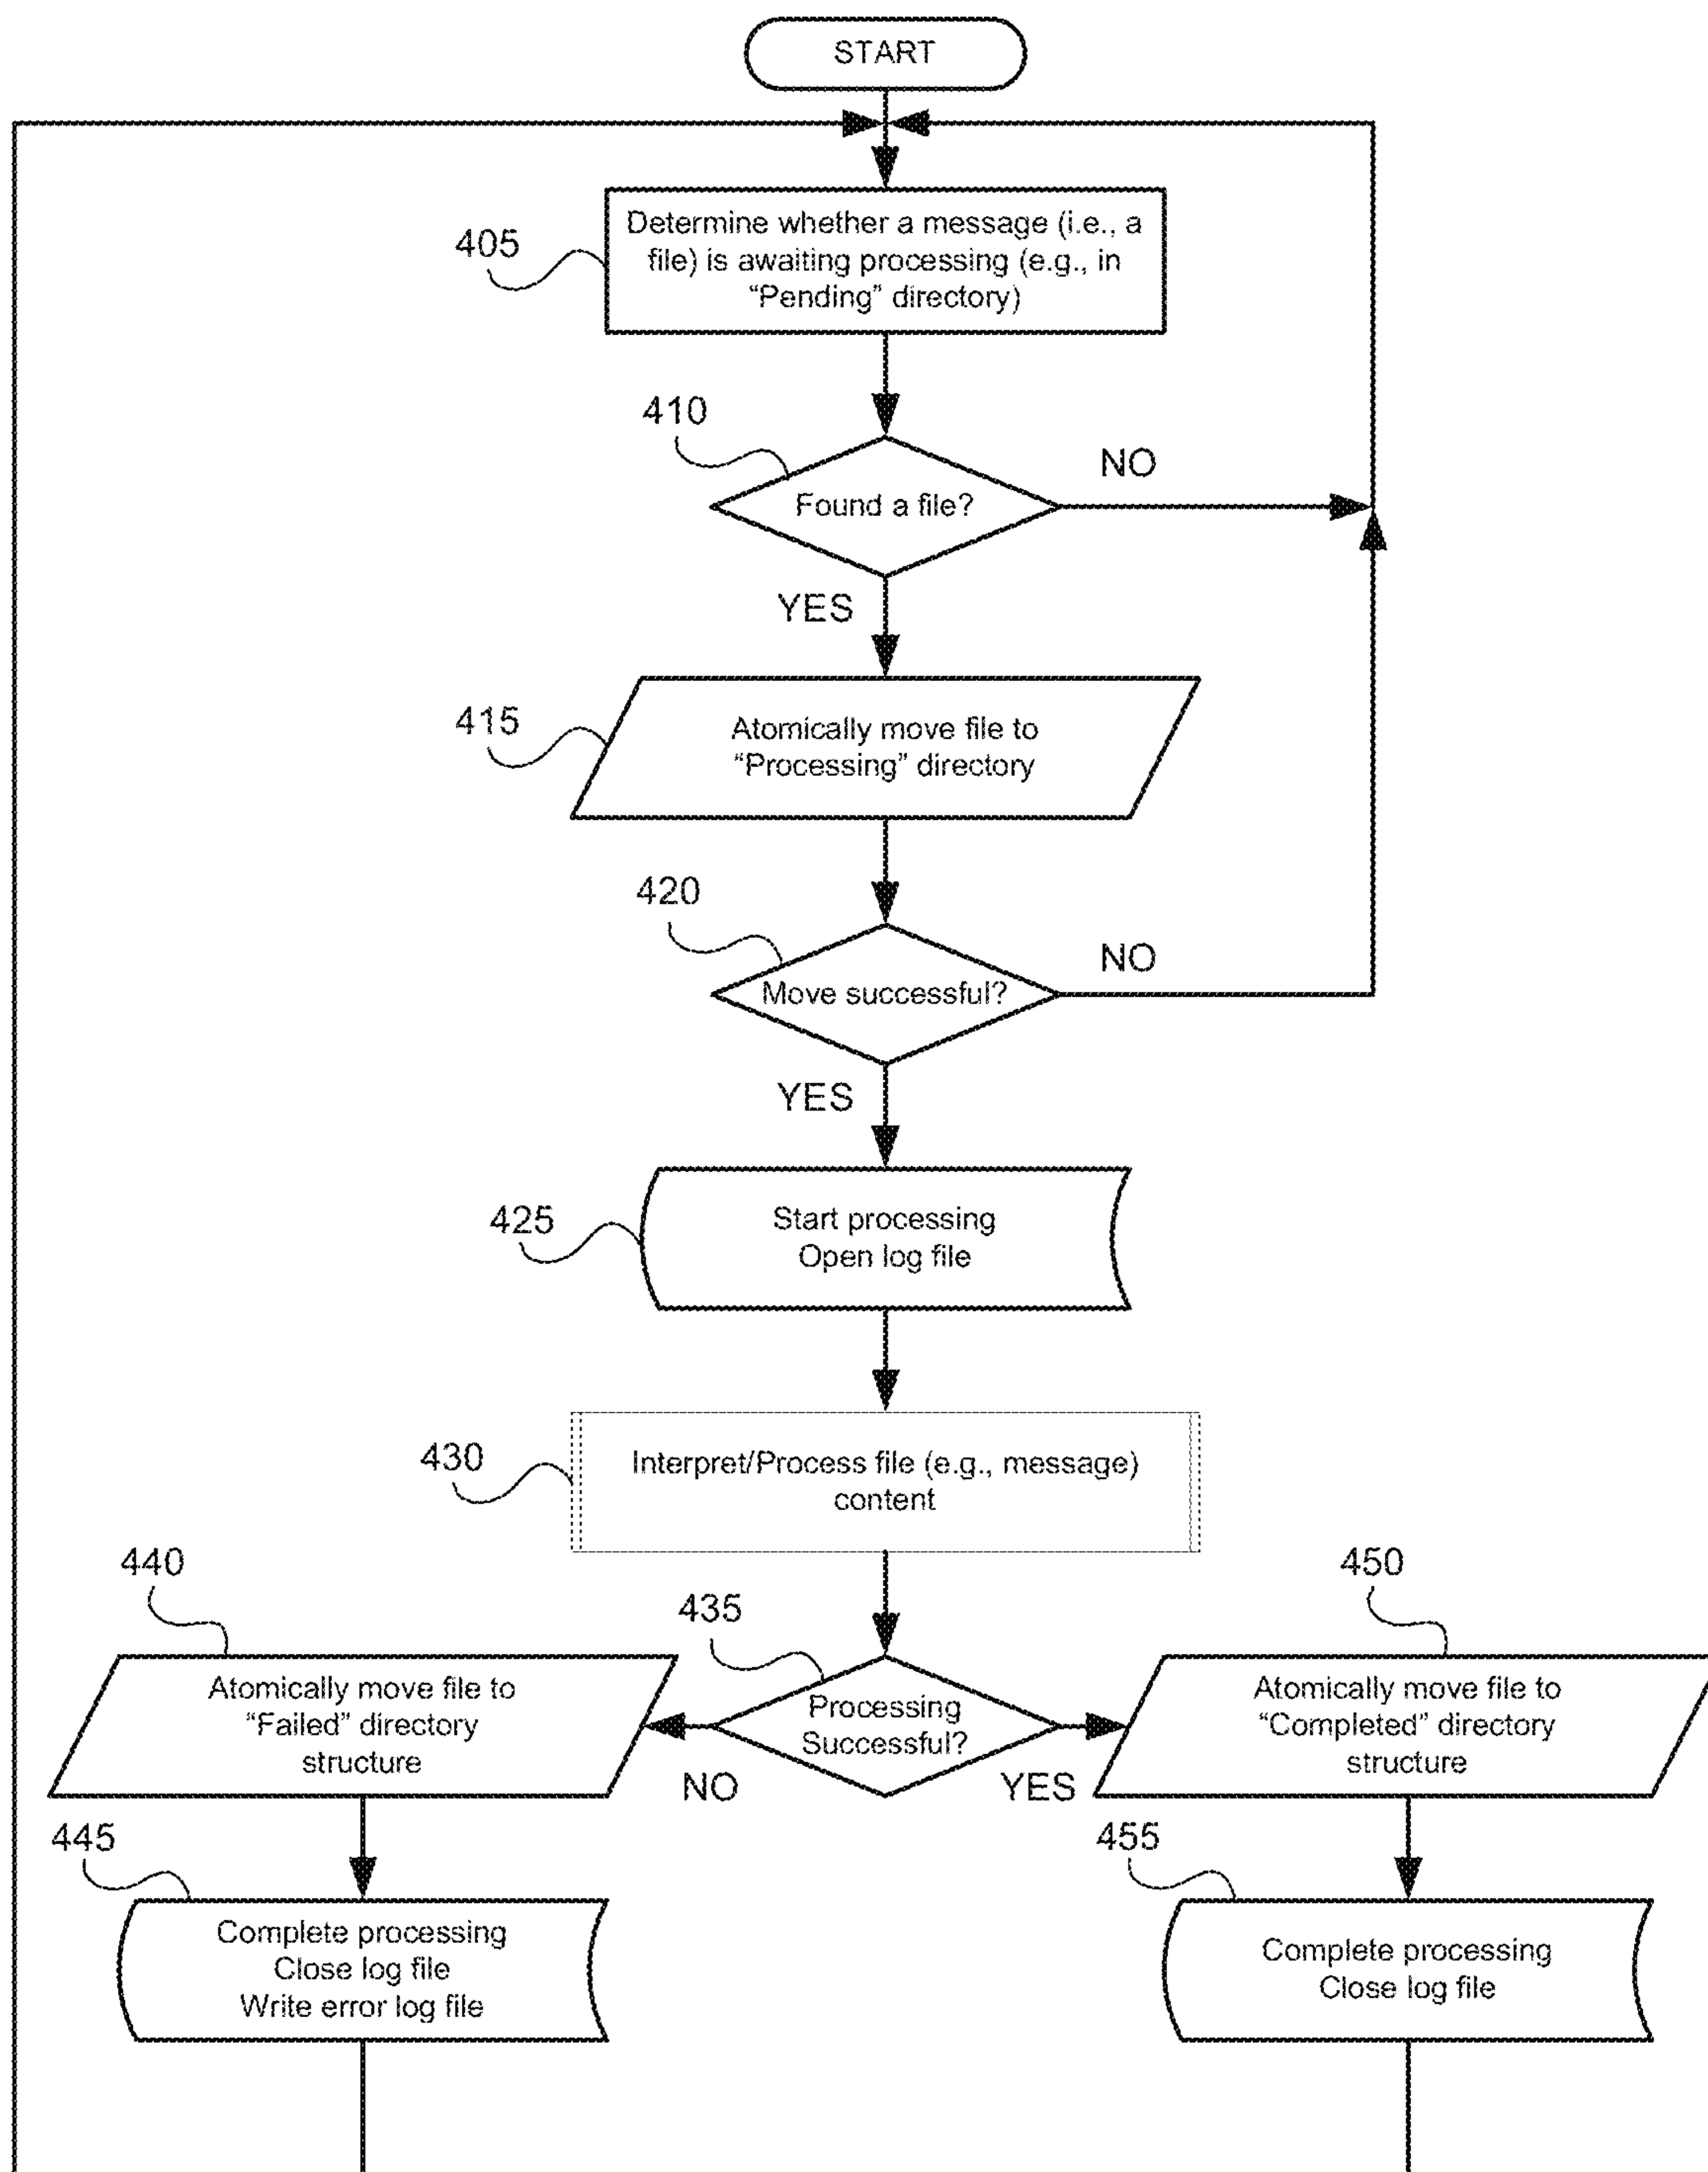 START
405
Determine whether a message (i.e., a
file) is awaiting processing (e.g., in
“Pending” directory)
410
Found a file?
NO
YES
415
Atomically move file to
“Processing” directory
420
Move successful?
NO
YES
425
Start processing
Open log file
430
Interpret/Process file (e.g., message)
content
440
Atomically move file to
“Failed” directory
structure
435
Processing
Successful?
NO
YES
450
Atomically move file to
“Completed” directory
structure
445
Complete processing
Close log file
Write error log file
455
Complete processing
Close log file